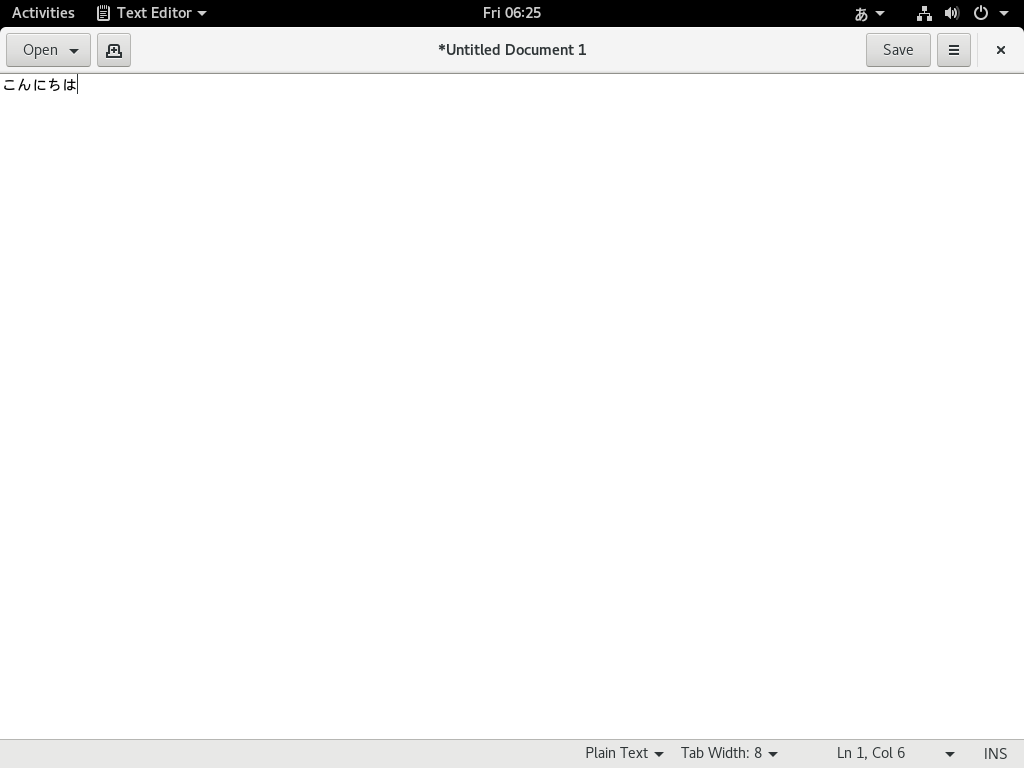 Activities Text Editor Fri 06:25 あ
Open *Untitled Document 1 Save
こんにちは
Plain Text Tab Width: 8 Ln 1, Col 6 INS